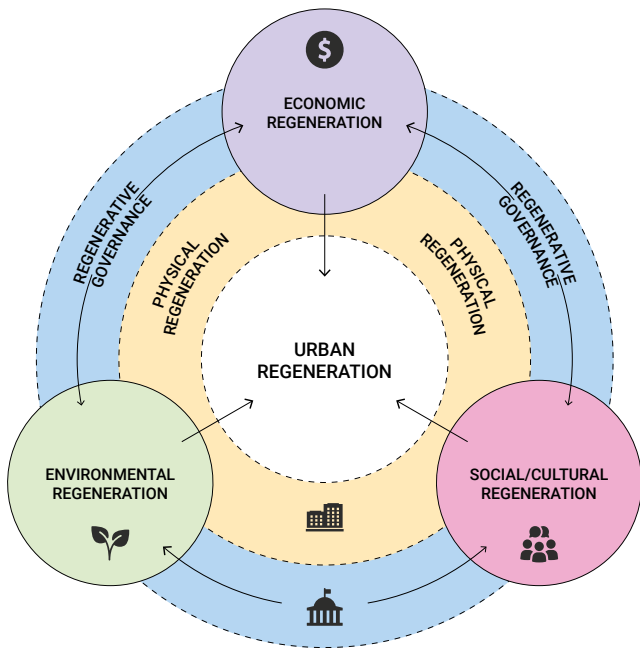 $
ECONOMIC
REGENERATION
REGENERATIVE
GOVERNANCE
REGENERATIVE
GOVERNANCE
PHYSICAL
REGENERATION
PHYSICAL
REGENERATION
URBAN
REGENERATION
ENVIRONMENTAL
REGENERATION
SOCIAL/CULTURAL
REGENERATION